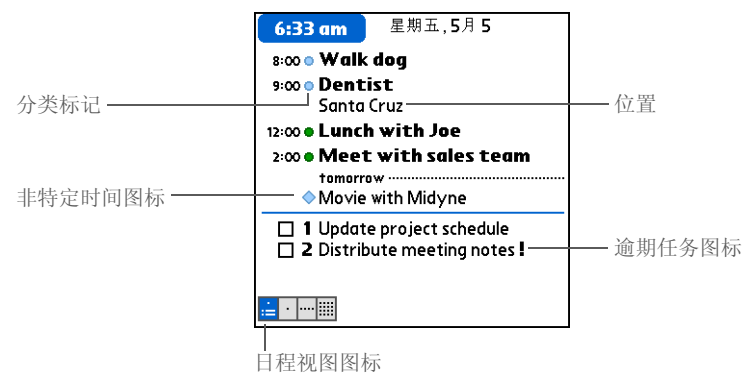 6:33 am 星期五,5月 5
8:00 Walk dog
9:00 Dentist
分类标记
Santa Cruz
位置
12:00 Lunch with Joe
2:00 Meet with sales team
tomorrow
非特定时间图标
Movie with Midyne
1 Update project schedule
2 Distribute meeting notes !
逾期任务图标
日程视图图标